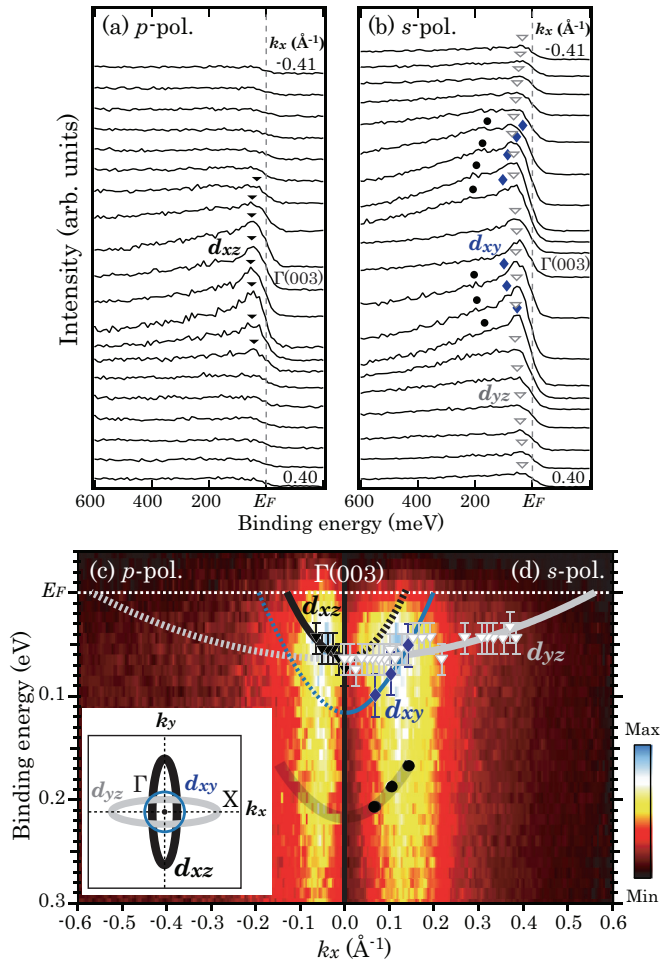 (a) p-pol.
kx (Å-1)
-0.41
dxz
Γ(003)
0.40
600 400 200 EF
(b) s-pol.
kx (Å-1)
-0.41
dxy
Γ(003)
dyz
0.40
600 400 200 EF
Intensity (arb. units)
Binding energy (meV)
(c) p-pol. Γ(003) (d) s-pol.
EF
dxz
dyz
0.1
dxy
0.2
0.3
Binding energy (eV)
ky
dyz Γ dxy X kx
dxz
Max
Min
-0.6 -0.5 -0.4 -0.3 -0.2 -0.1 0.0 0.1 0.2 0.3 0.4 0.5 0.6
kx (Å-1)